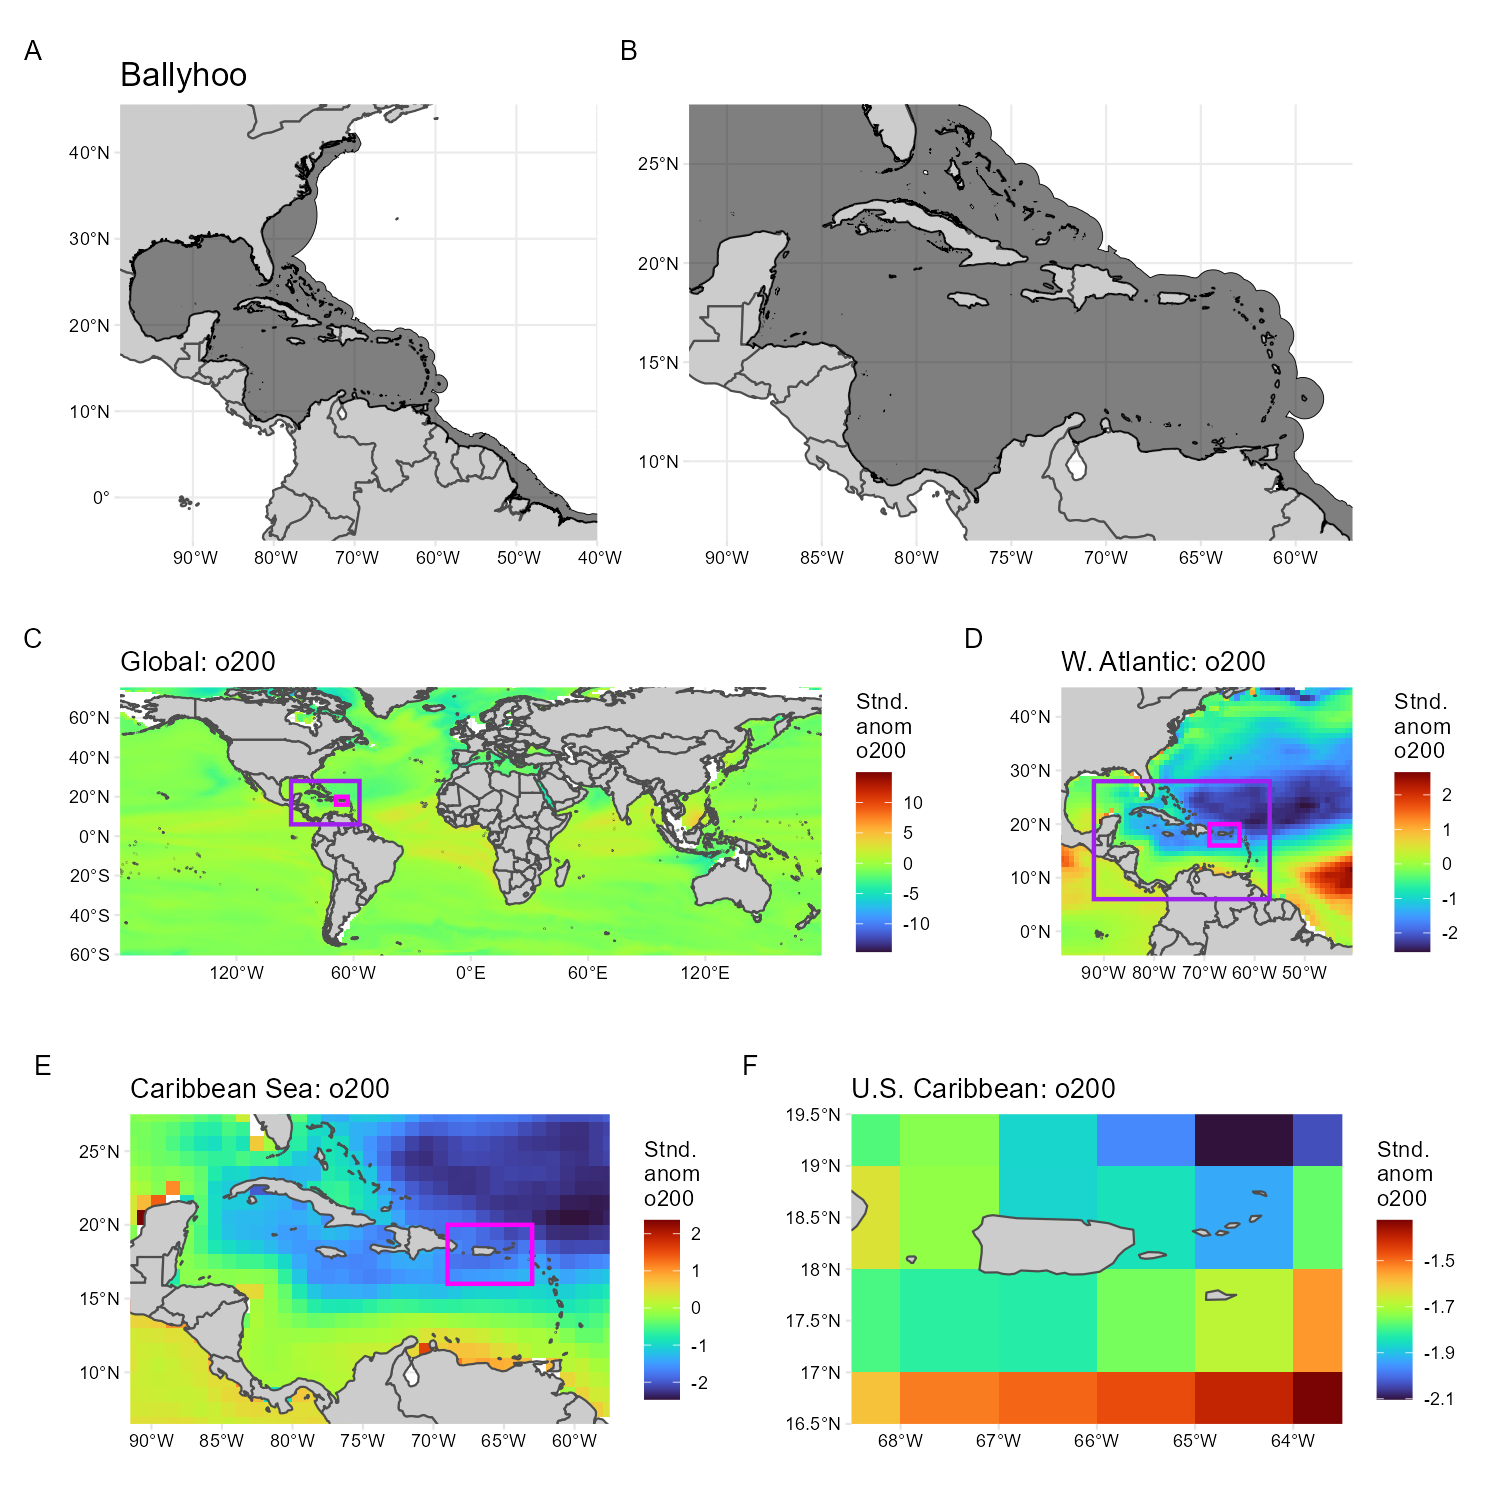 A
B
Ballyhoo
40°N
30°N
20°N
10°N
0°
90°W 80°W 70°W 60°W 50°W 40°W
25°N
20°N
15°N
10°N
90°W 85°W 80°W 75°W 70°W 65°W 60°W
C
D
Global: o200
60°N
40°N
20°N
0°N
20°S
40°S
60°S
120°W 60°W 0°E 60°E 120°E
Stnd.
anom
o200
10
5
0
-5
-10
W. Atlantic: o200
40°N
30°N
20°N
10°N
0°N
90°W 80°W 70°W 60°W 50°W
Stnd.
anom
o200
2
1
0
-1
-2
E
F
Caribbean Sea: o200
25°N
20°N
15°N
10°N
90°W 85°W 80°W 75°W 70°W 65°W 60°W
Stnd.
anom
o200
2
1
0
-1
-2
U.S. Caribbean: o200
19.5°N
19°N
18.5°N
18°N
17.5°N
17°N
16.5°N
68°W 67°W 66°W 65°W 64°W
Stnd.
anom
o200
-1.5
-1.7
-1.9
-2.1